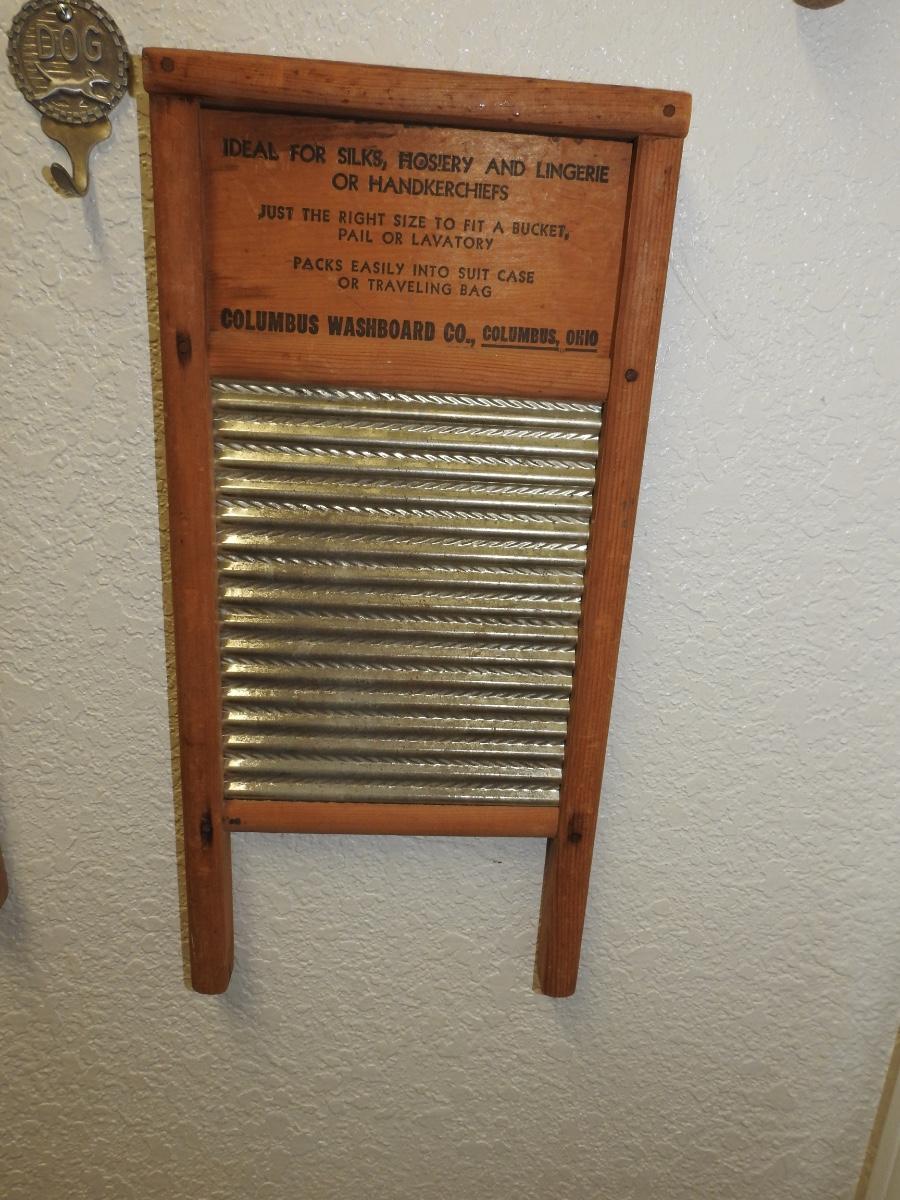 DOG
IDEAL FOR SILKS, HOSIERY AND LINGERIE
OR HANDKERCHIEFS
JUST THE RIGHT SIZE TO FIT A BUCKET,
PAIL OR LAVATORY
PACKS EASILY INTO SUIT CASE
OR TRAVELING BAG
COLUMBUS WASHBOARD CO., COLUMBUS, OHIO